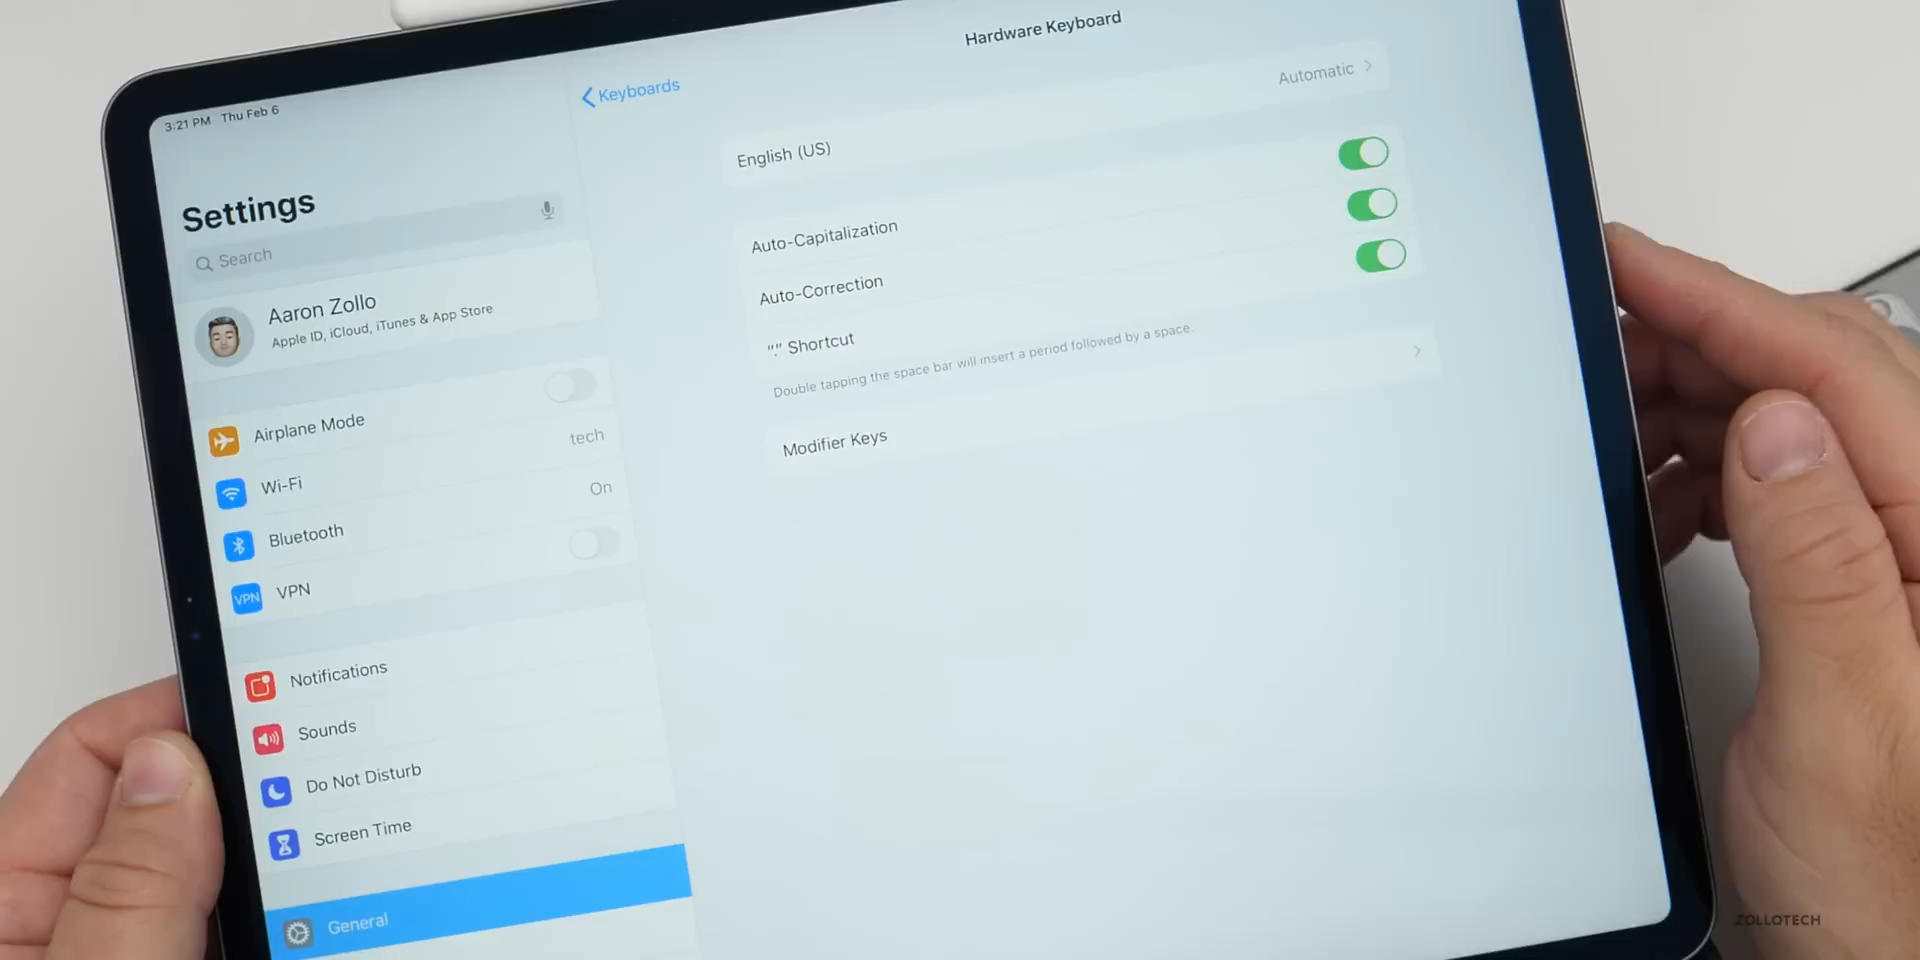 3:21 PM Thu Feb 6
Settings
Search
Aaron Zollo
Apple ID, iCloud, iTunes & App Store
Airplane Mode
Wi-Fi tech
Bluetooth On
VPN VPN
Notifications
Sounds
Do Not Disturb
Screen Time
General
Keyboards
Hardware Keyboard
English (US) Automatic
Auto-Capitalization
Auto-Correction
“.” Shortcut
Double tapping the space bar will insert a period followed by a space.
Modifier Keys
ZOLLOTECH